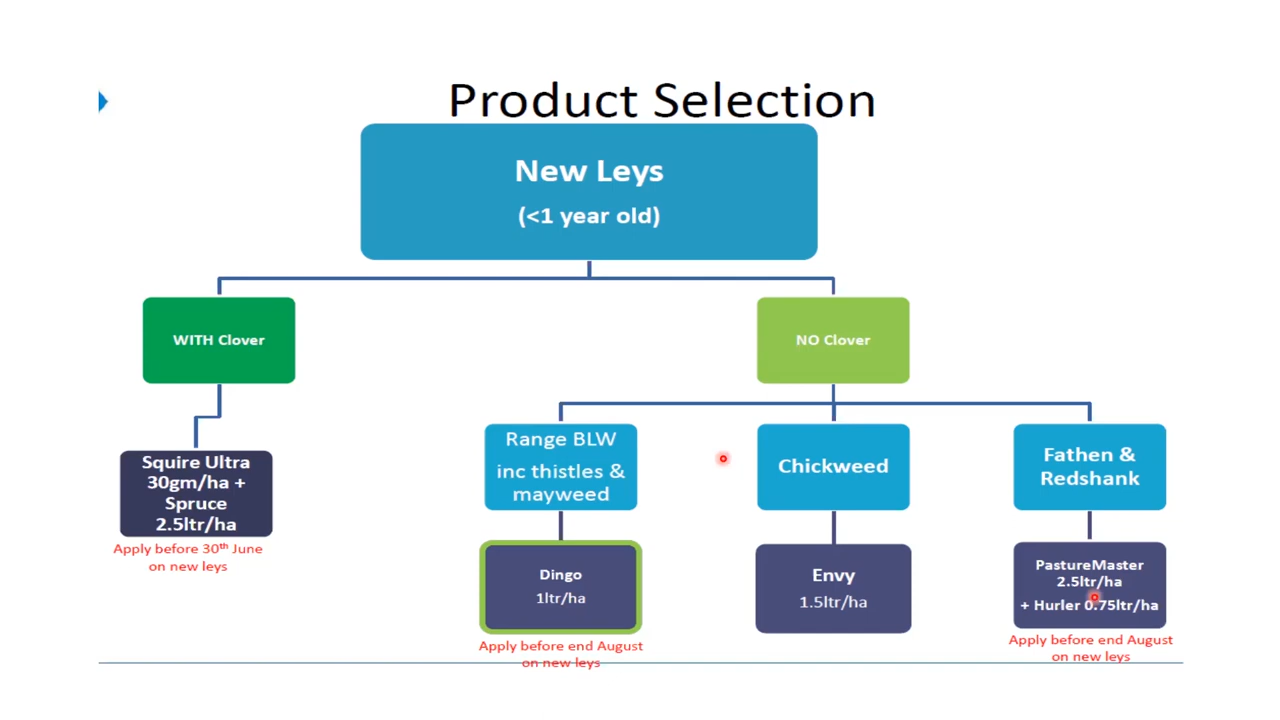 Product Selection
New Leys
(<1 year old)
WITH Clover
NO Clover
Squire Ultra
30gm/ha +
Spruce
2.5ltr/ha
Apply before 30th June
on new leys
Range BLW
inc thistles &
mayweed
Dingo
1ltr/ha
Apply before end August
on new leys
Chickweed
Envy
1.5ltr/ha
Fathen &
Redshank
PastureMaster
2.5ltr/ha
+ Hurler 0.75ltr/ha
Apply before end August
on new leys